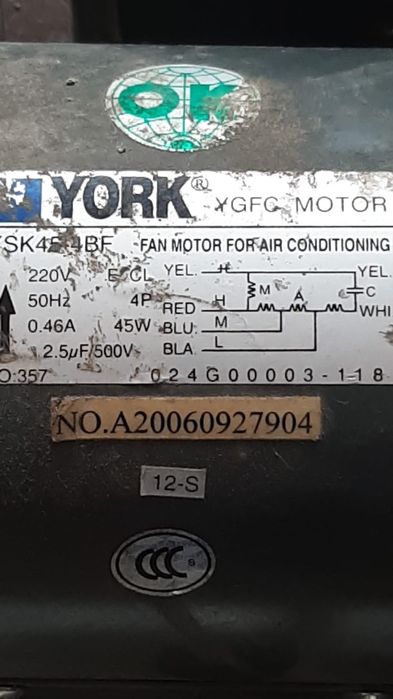 OK
YORK® YGFC MOTOR
FAN MOTOR FOR AIR CONDITIONING
220V E CL
50Hz 4P
0.46A 45W
2.5μF/500V
YEL. H YEL.
M A C
RED H WHI
BLU M
BLA L
O:357 024G00003-118
NO.A20060927904
12-S
CCC S